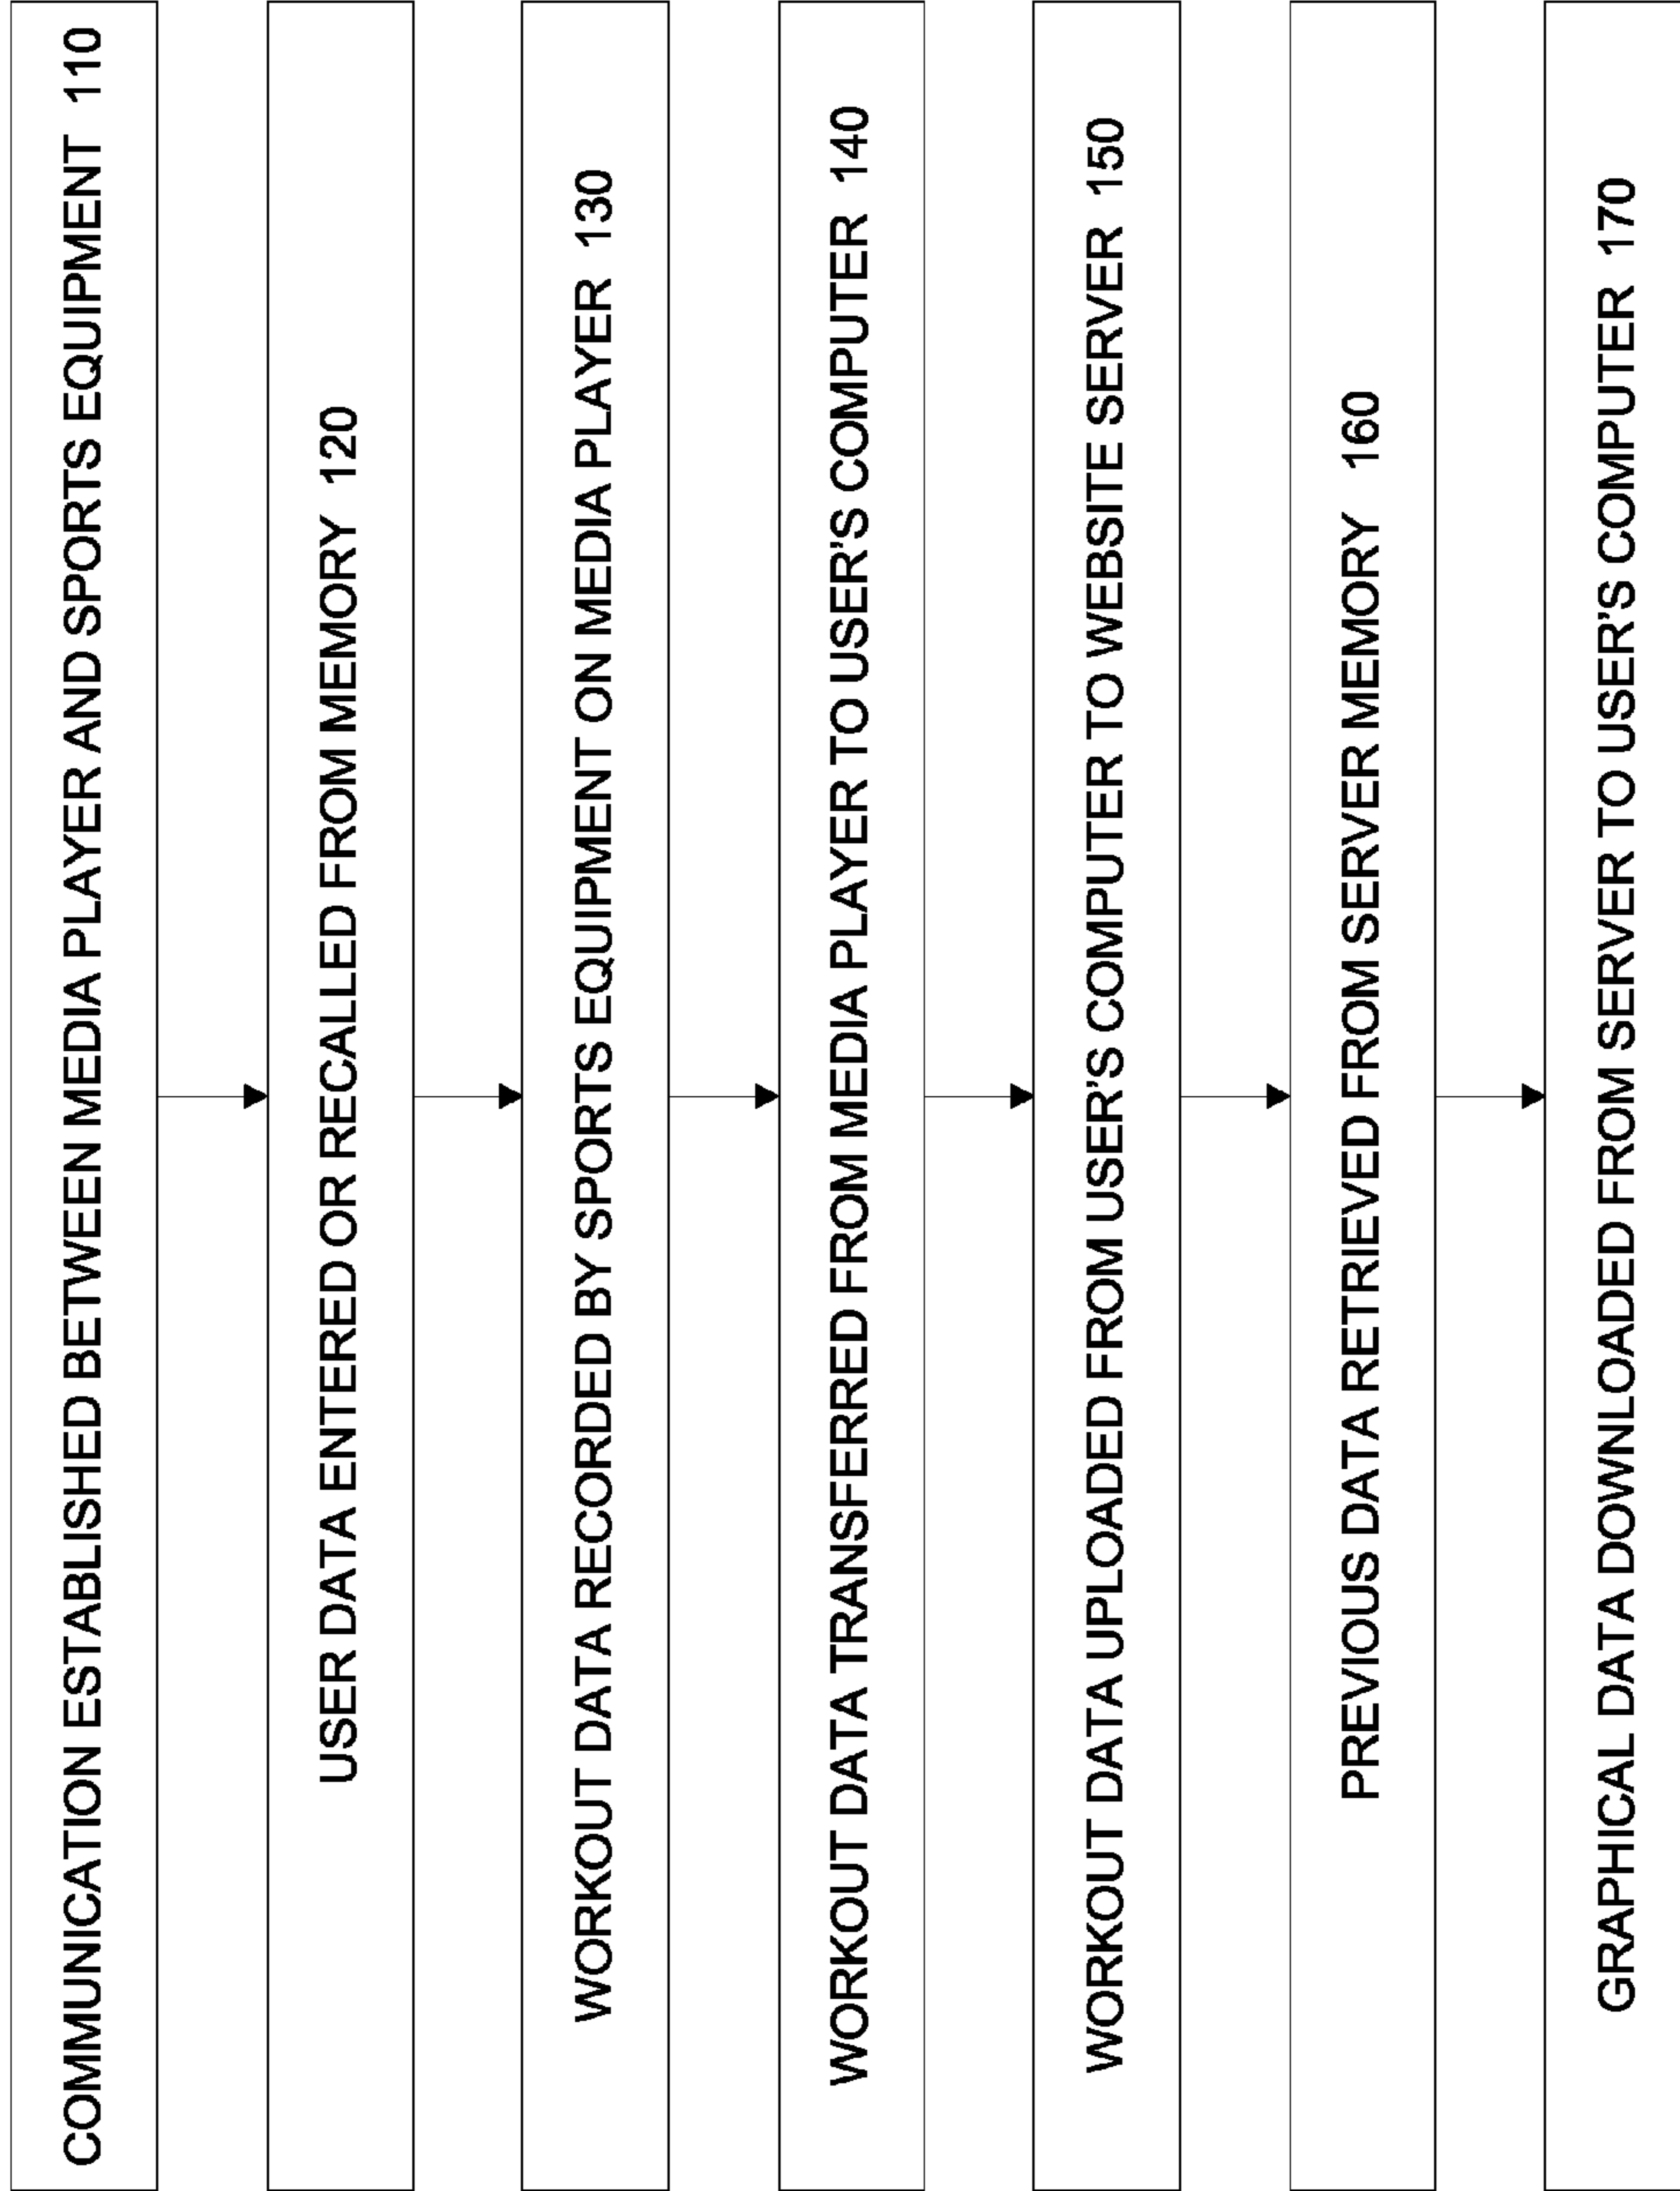 COMMUNICATION ESTABLISHED BETWEEN MEDIA PLAYER AND SPORTS EQUIPMENT 110
USER DATA ENTERED OR RECALLED FROM MEMORY 120
WORKOUT DATA RECORDED BY SPORTS EQUIPMENT ON MEDIA PLAYER 130
WORKOUT DATA TRANSFERRED FROM MEDIA PLAYER TO USER'S COMPUTER 140
WORKOUT DATA UPLOADED FROM USER'S COMPUTER TO WEBSITE SERVER 150
PREVIOUS DATA RETRIEVED FROM SERVER MEMORY 160
GRAPHICAL DATA DOWNLOADED FROM SERVER TO USER'S COMPUTER 170